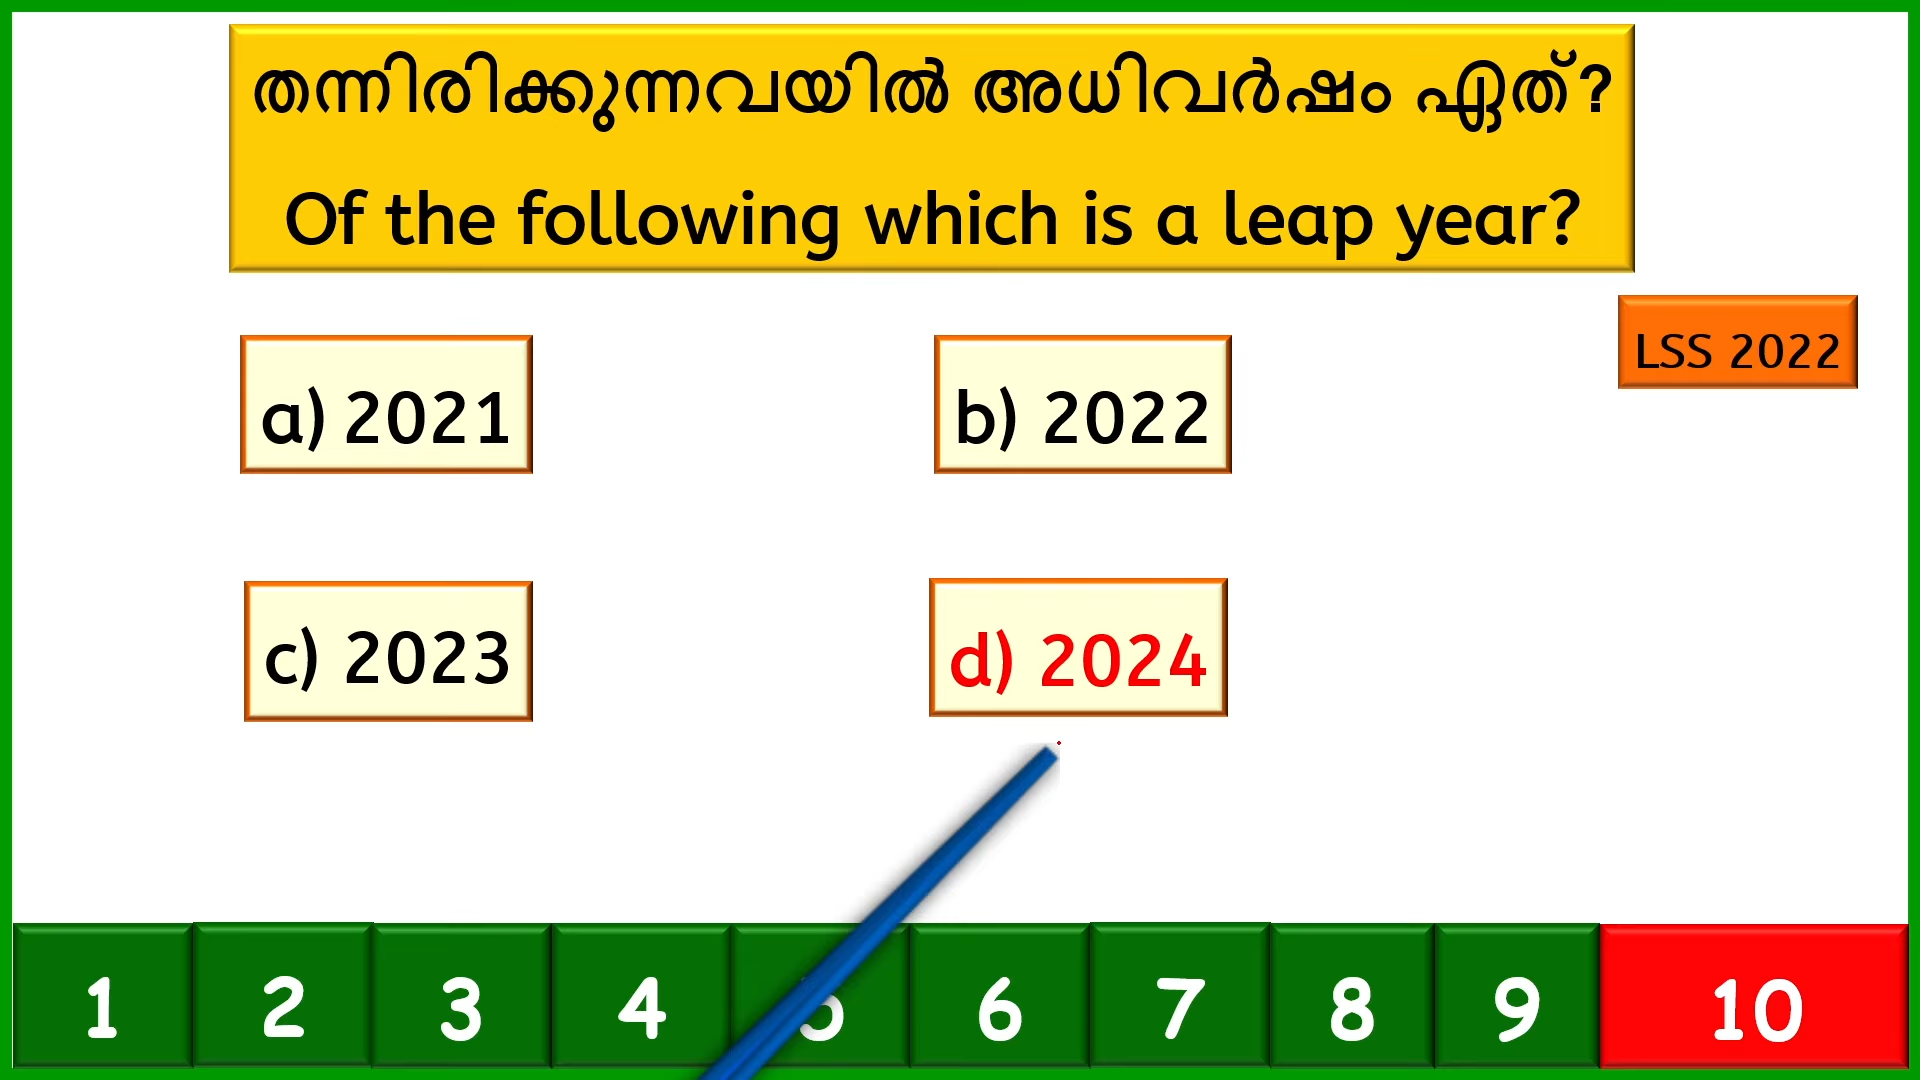 തന്നിരിക്കുന്നവയിൽ അധിവർഷം ഏത്?
Of the following which is a leap year?
LSS 2022
a) 2021
b) 2022
c) 2023
d) 2024
1 2 3 4 5 6 7 8 9 10